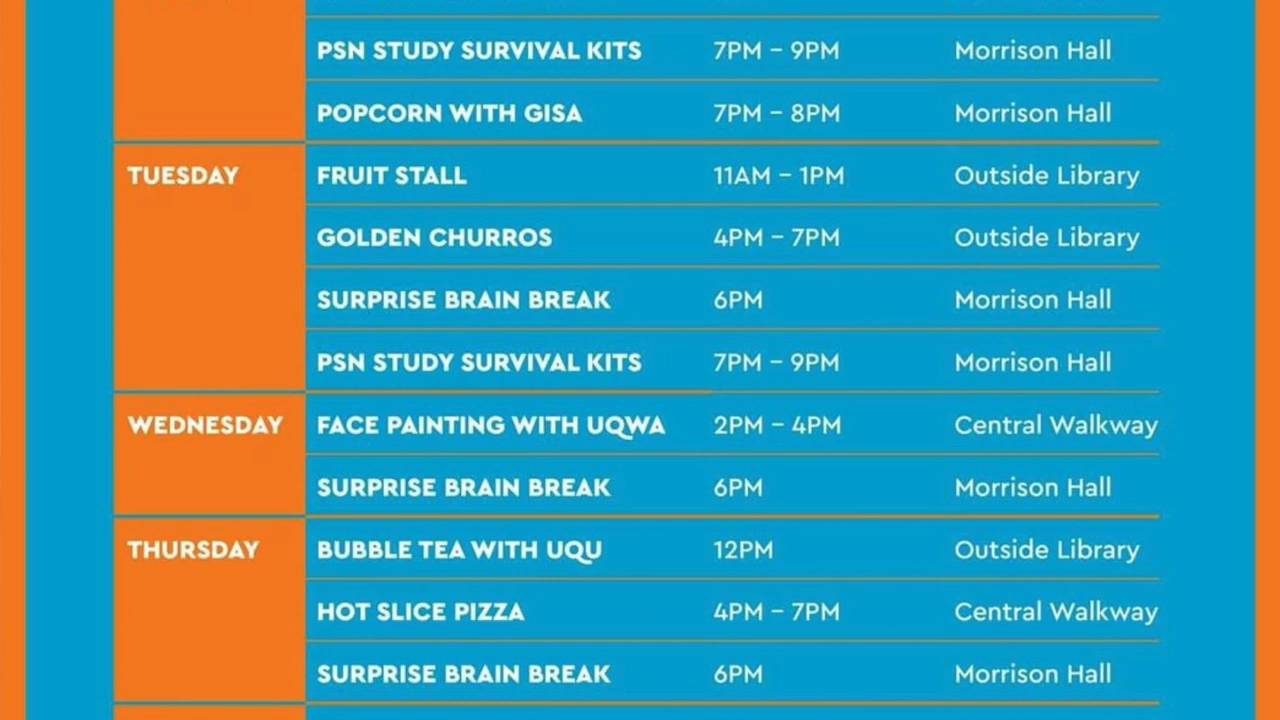 PSN STUDY SURVIVAL KITS 7PM – 9PM Morrison Hall
POPCORN WITH GISA 7PM – 8PM Morrison Hall
TUESDAY FRUIT STALL 11AM – 1PM Outside Library
GOLDEN CHURROS 4PM – 7PM Outside Library
SURPRISE BRAIN BREAK 6PM Morrison Hall
PSN STUDY SURVIVAL KITS 7PM – 9PM Morrison Hall
WEDNESDAY FACE PAINTING WITH UQWA 2PM – 4PM Central Walkway
SURPRISE BRAIN BREAK 6PM Morrison Hall
THURSDAY BUBBLE TEA WITH UQU 12PM Outside Library
HOT SLICE PIZZA 4PM – 7PM Central Walkway
SURPRISE BRAIN BREAK 6PM Morrison Hall